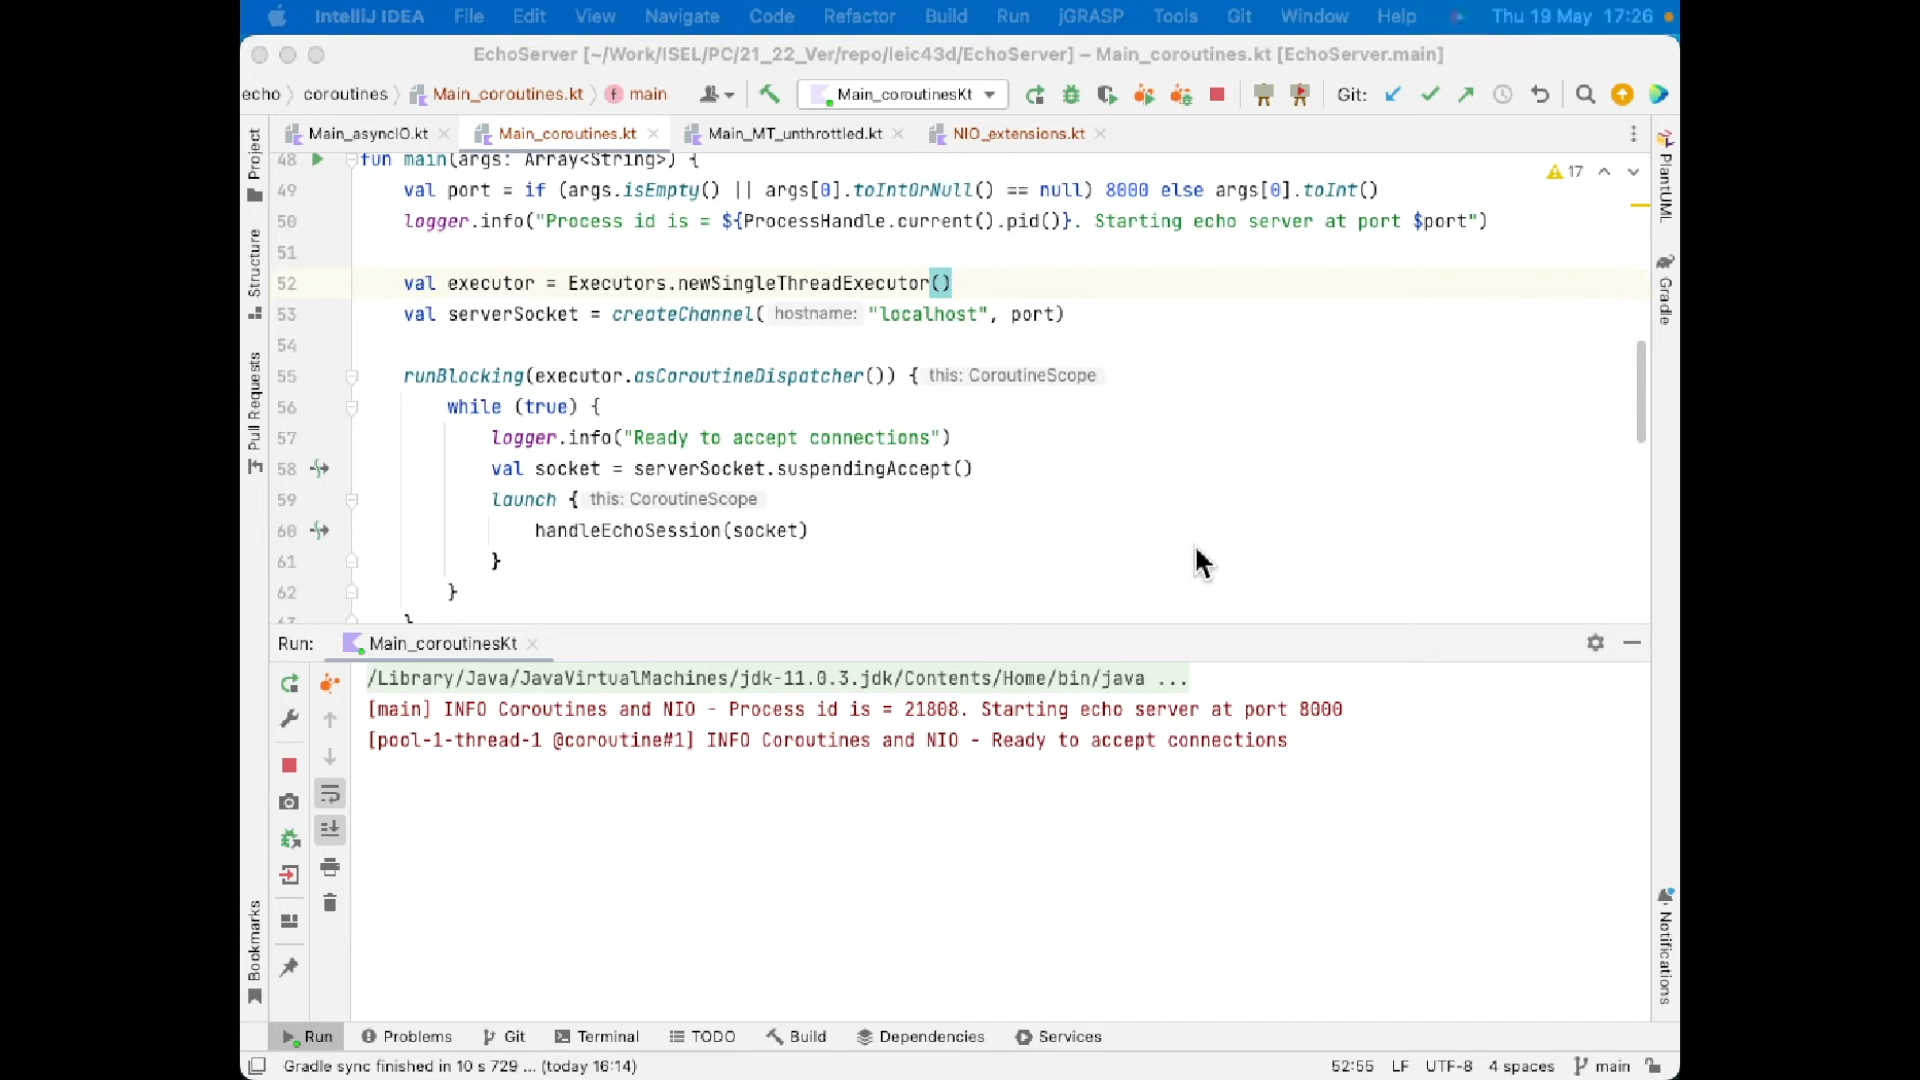 IntelliJ IDEA File Edit View Navigate Code Refactor Build Run jGRASP Tools Git Window Help Thu 19 May 17:26
EchoServer [~/Work/ISEL/PC/21_22_Ver/repo/leic43d/EchoServer] – Main_coroutines.kt [EchoServer.main]
echo coroutines Main_coroutines.kt main Main_coroutinesKt Git:
Main_asyncIO.kt Main_coroutines.kt Main_MT_unthrottled.kt NIO_extensions.kt
48 fun main(args: Array<String>) {
17
49 val port = if (args.isEmpty() || args[0].toIntOrNull() == null) 8000 else args[0].toInt()
50 logger.info("Process id is = ${ProcessHandle.current().pid()}. Starting echo server at port $port")
51
52 val executor = Executors.newSingleThreadExecutor()
53 val serverSocket = createChannel( hostname: "localhost", port)
54
55 runBlocking(executor.asCoroutineDispatcher()) { this: CoroutineScope
56 while (true) {
57 logger.info("Ready to accept connections")
58 val socket = serverSocket.suspendingAccept()
59 launch { this: CoroutineScope
60 handleEchoSession(socket)
61 }
62 }
63 }
Project
Structure
Pull Requests
Bookmarks
PlantUML
Gradle
Notifications
Run: Main_coroutinesKt
/Library/Java/JavaVirtualMachines/jdk-11.0.3.jdk/Contents/Home/bin/java ...
[main] INFO Coroutines and NIO - Process id is = 21808. Starting echo server at port 8000
[pool-1-thread-1 @coroutine#1] INFO Coroutines and NIO - Ready to accept connections
Run Problems Git Terminal TODO Build Dependencies Services
Gradle sync finished in 10 s 729 ... (today 16:14) 52:55 LF UTF-8 4 spaces main